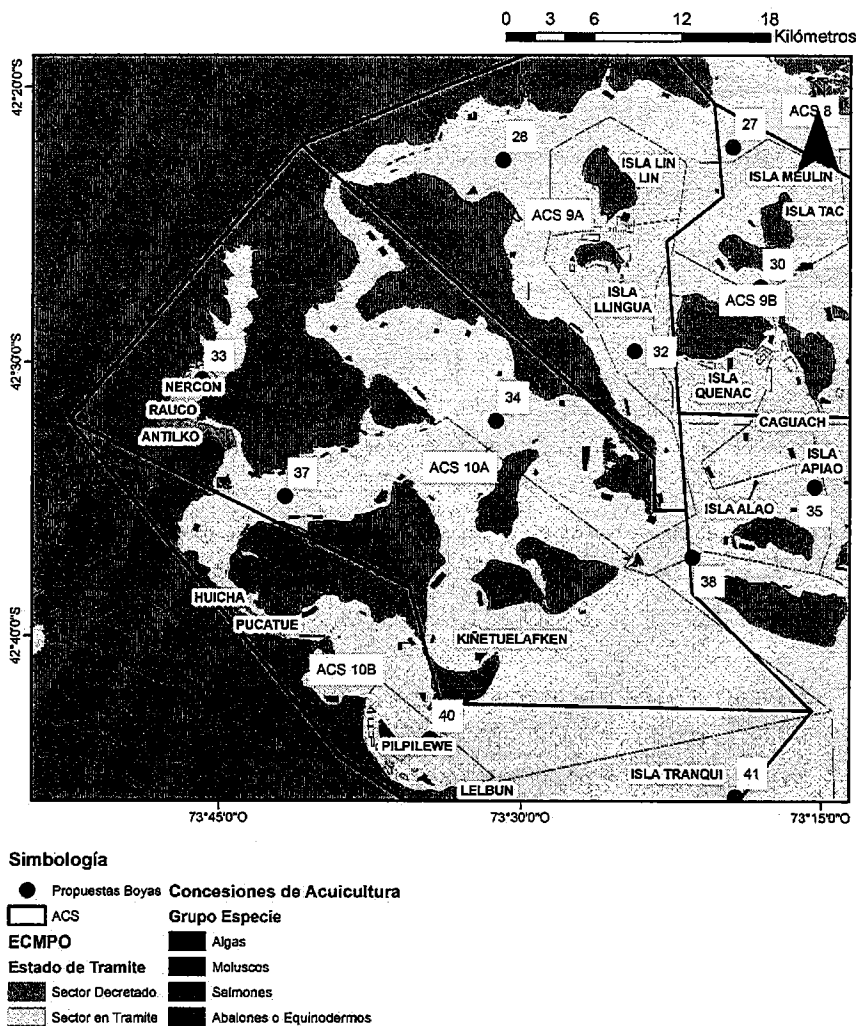 0 3 6 12 18
Kilómetros
42°20'0"S
42°30'0"S
42°40'0"S
28
27
ACS 8
ISLA LIN LIN
ISLA MEULIN
ISLA TAC
ACS 9A
30
ISLA LLINGUA
ACS 9B
33
32
NERCON
ISLA QUENAC
RAUCO
34
CAGUACH
ANTILKO
ISLA APIAO
ACS 10A
37
ISLA ALAO
35
38
HUICHA
PUCATUE
KIÑETUELAFKEN
ACS 10B
40
PILPILEWE
ISLA TRANQUI
41
LELBUN
73°45'0"O
73°30'0"O
73°15'0"O
Simbología
Propuestas Boyas
Concesiones de Acuicultura
ACS
Grupo Especie
ECMPO
Algas
Estado de Tramite
Moluscos
Sector Decretado
Salmones
Sector en Tramite
Abalones o Equinodermos